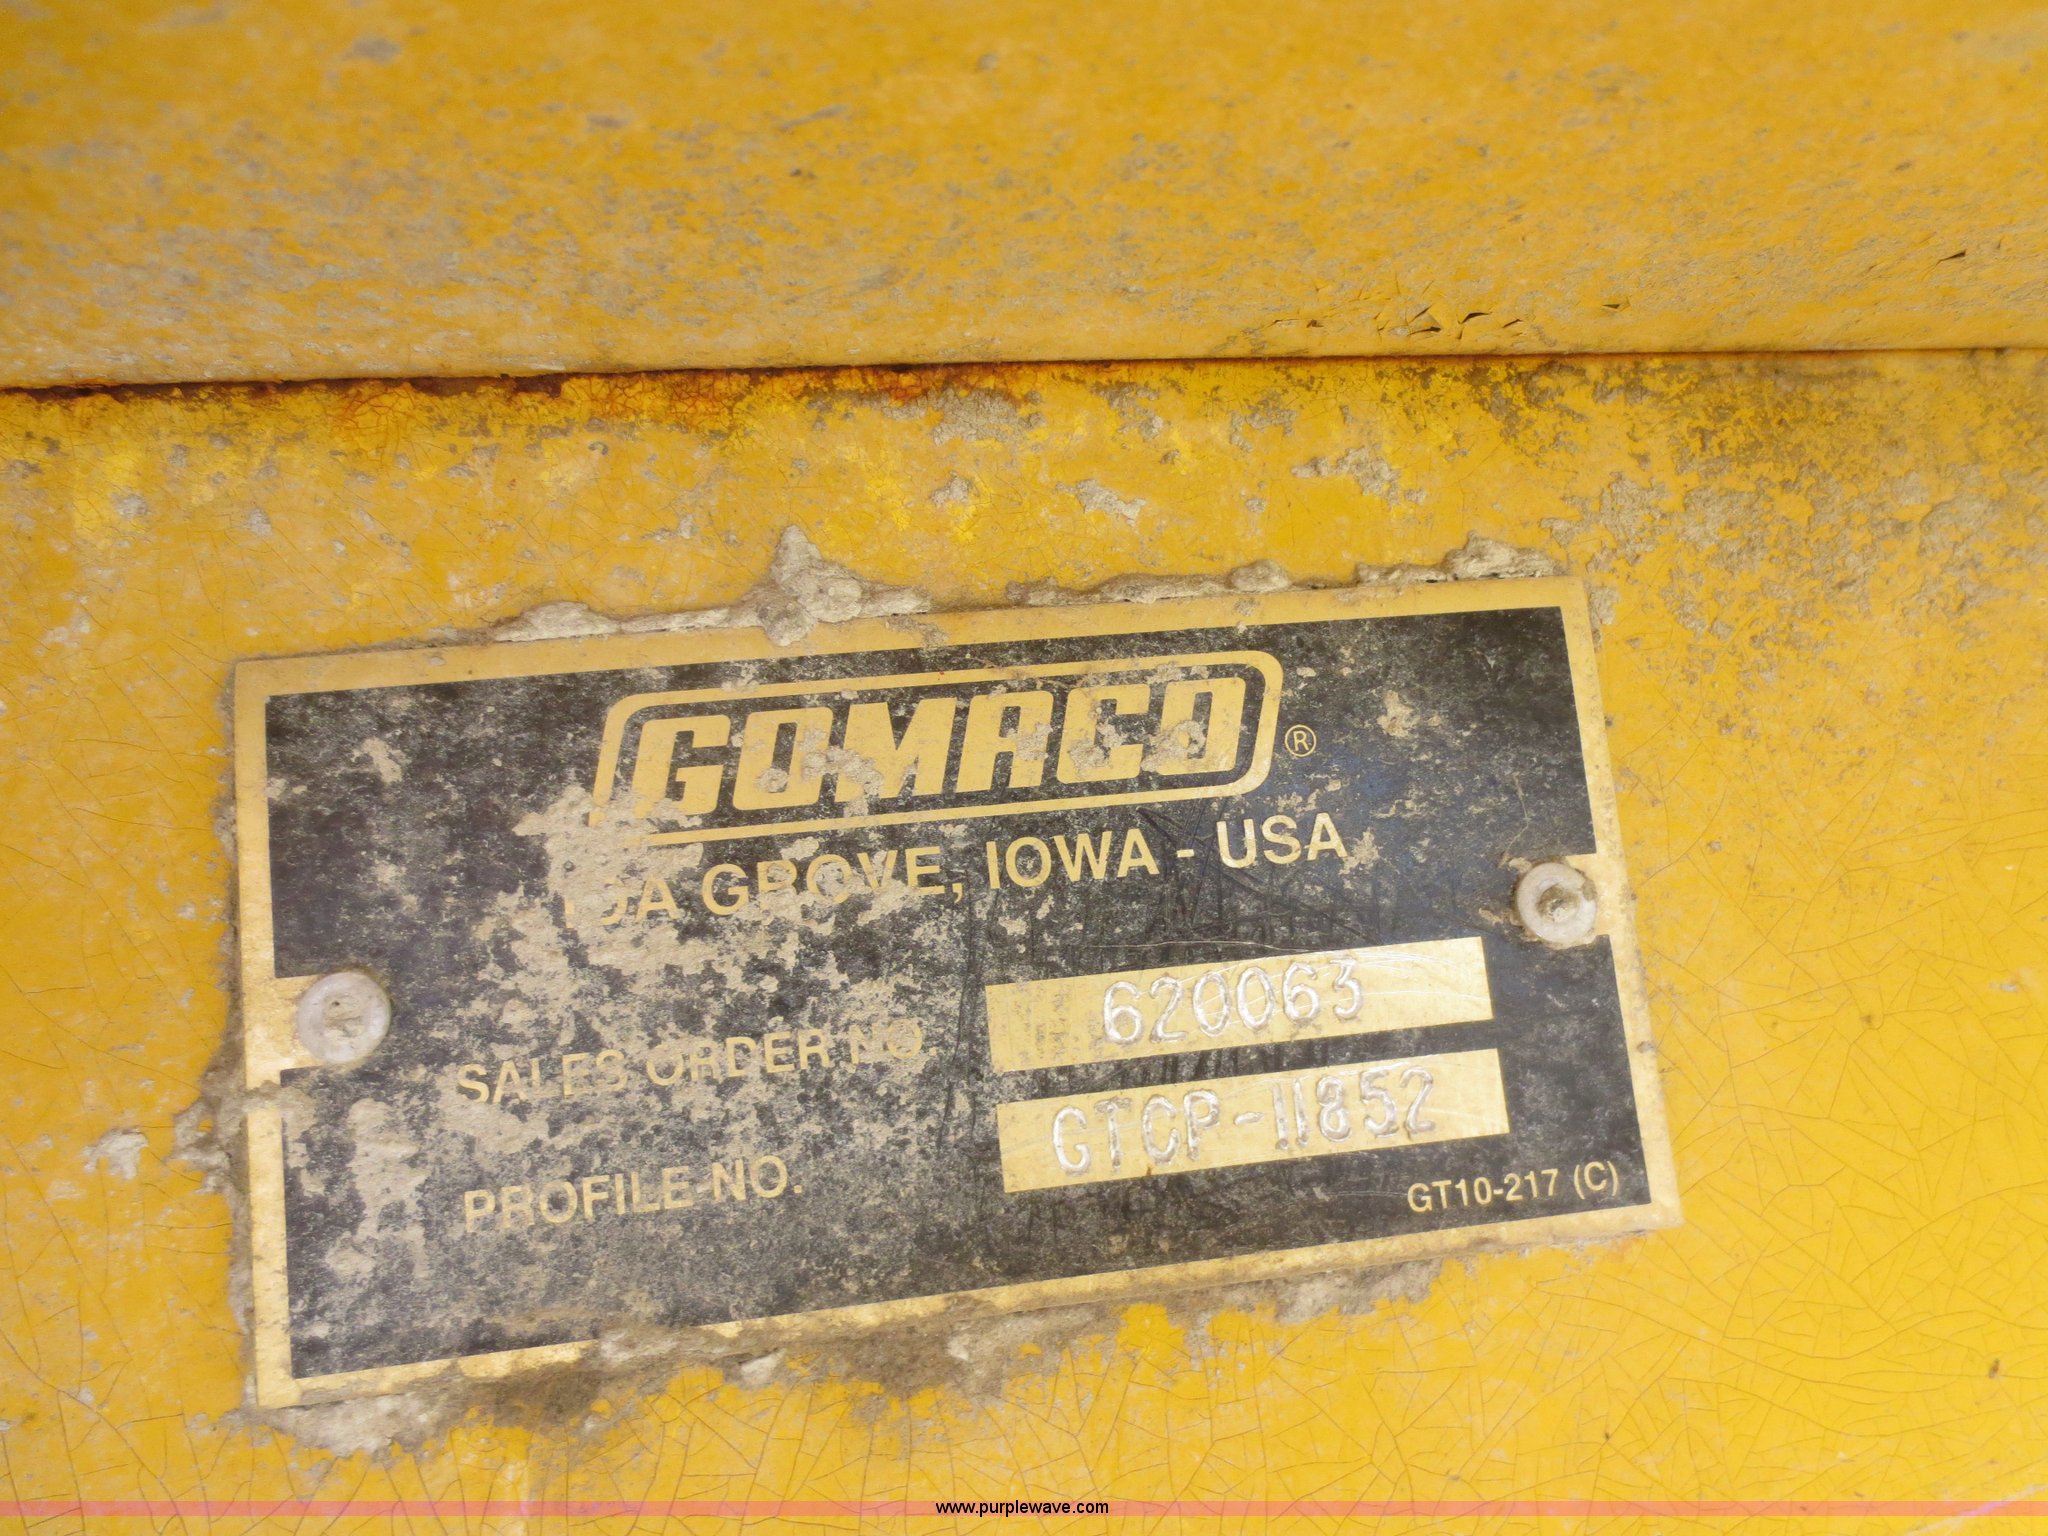 GOMACO ®
IDA GROVE, IOWA - USA
SALES ORDER NO. 620063
PROFILE-NO. GTCP-11852
GT10-217 (C)
www.purplewave.com